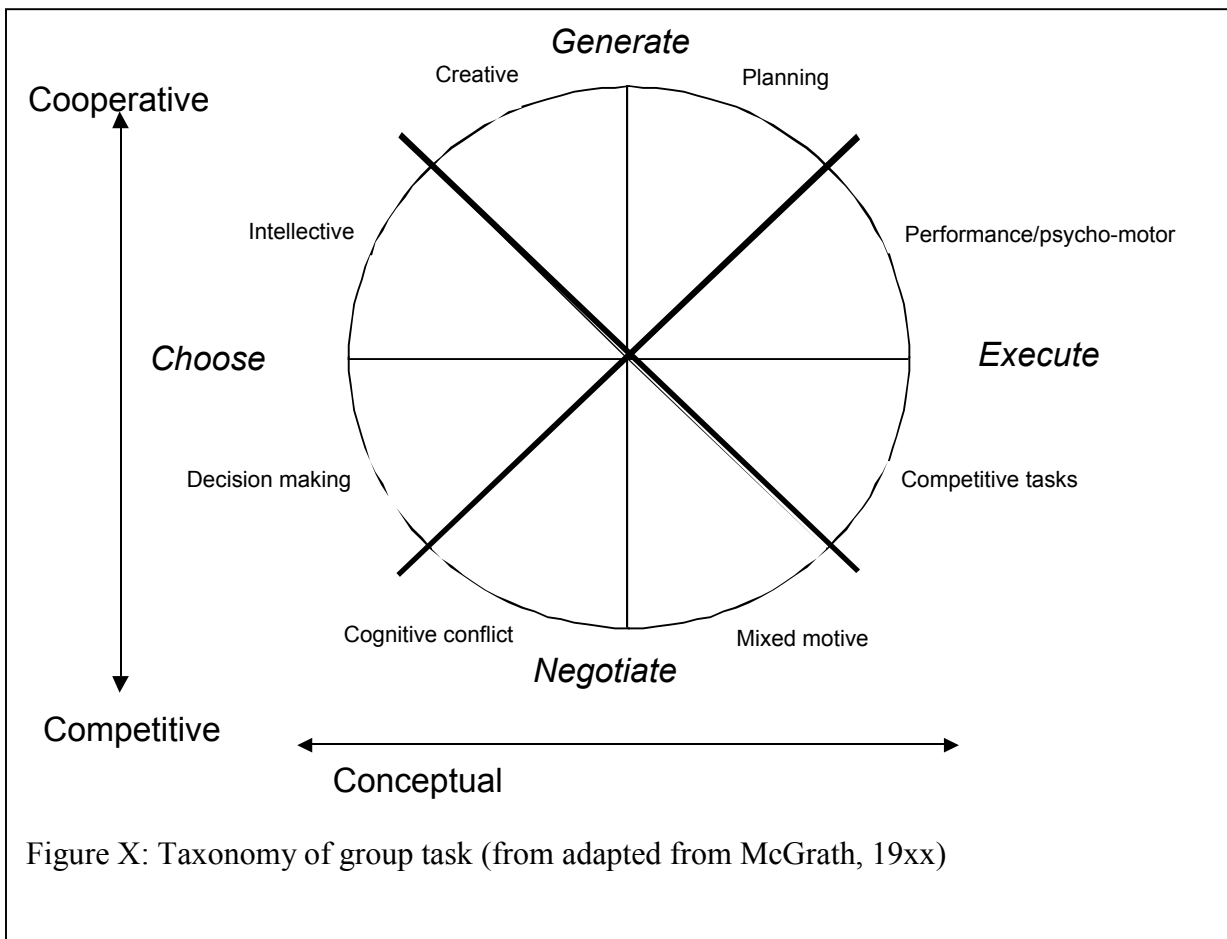 Generate
Creative
Planning
Cooperative
Intellective
Performance/psycho-motor
Choose
Execute
Decision making
Competitive tasks
Cognitive conflict
Mixed motive
Negotiate
Competitive
Conceptual
Figure X: Taxonomy of group task (from adapted from McGrath, 19xx)